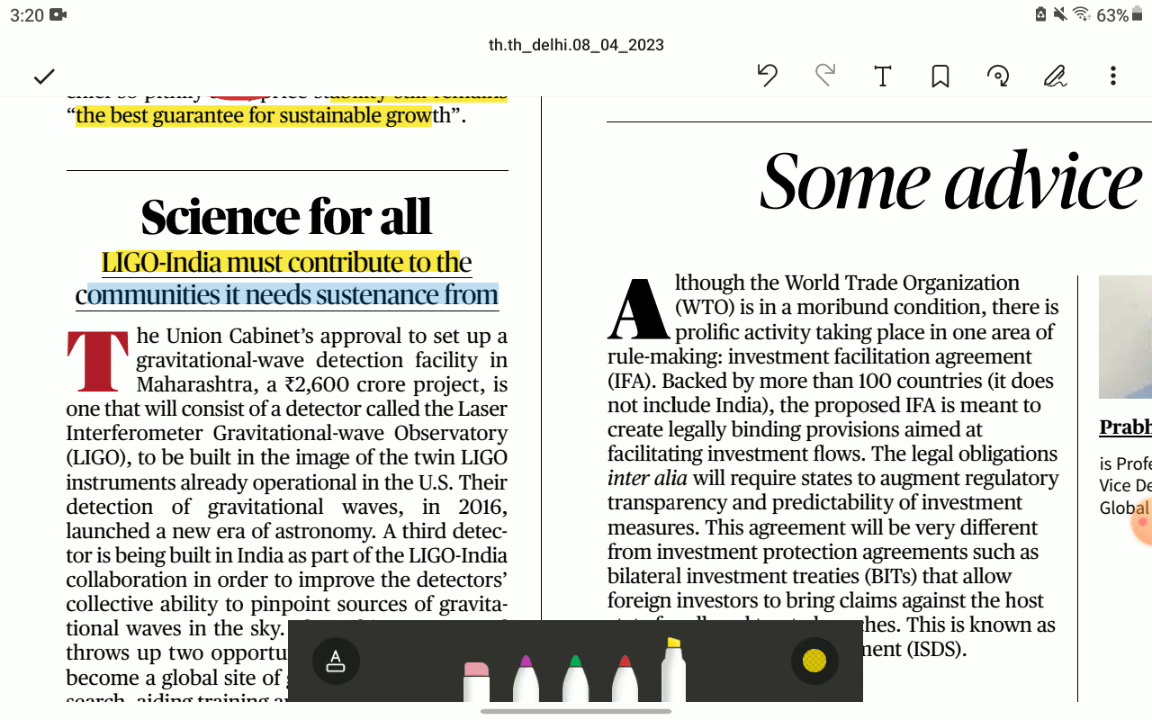 3:20
63%
th.th_delhi.08_04_2023
"the best guarantee for sustainable growth".
Science for all
LIGO-India must contribute to the
communities it needs sustenance from
The Union Cabinet's approval to set up a
gravitational-wave detection facility in
Maharashtra, a ₹2,600 crore project, is
one that will consist of a detector called the Laser
Interferometer Gravitational-wave Observatory
(LIGO), to be built in the image of the twin LIGO
instruments already operational in the U.S. Their
detection of gravitational waves, in 2016,
launched a new era of astronomy. A third detec-
tor is being built in India as part of the LIGO-India
collaboration in order to improve the detectors'
collective ability to pinpoint sources of gravita-
tional waves in the sky.
throws up two opportu
become a global site of
search, aiding training
Some advice
Although the World Trade Organization
(WTO) is in a moribund condition, there is
prolific activity taking place in one area of
rule-making: investment facilitation agreement
(IFA). Backed by more than 100 countries (it does
not include India), the proposed IFA is meant to
create legally binding provisions aimed at
facilitating investment flows. The legal obligations
inter alia will require states to augment regulatory
transparency and predictability of investment
measures. This agreement will be very different
from investment protection agreements such as
bilateral investment treaties (BITs) that allow
foreign investors to bring claims against the host
ches. This is known as
ment (ISDS).
Prabh
is Profe
Vice De
Global